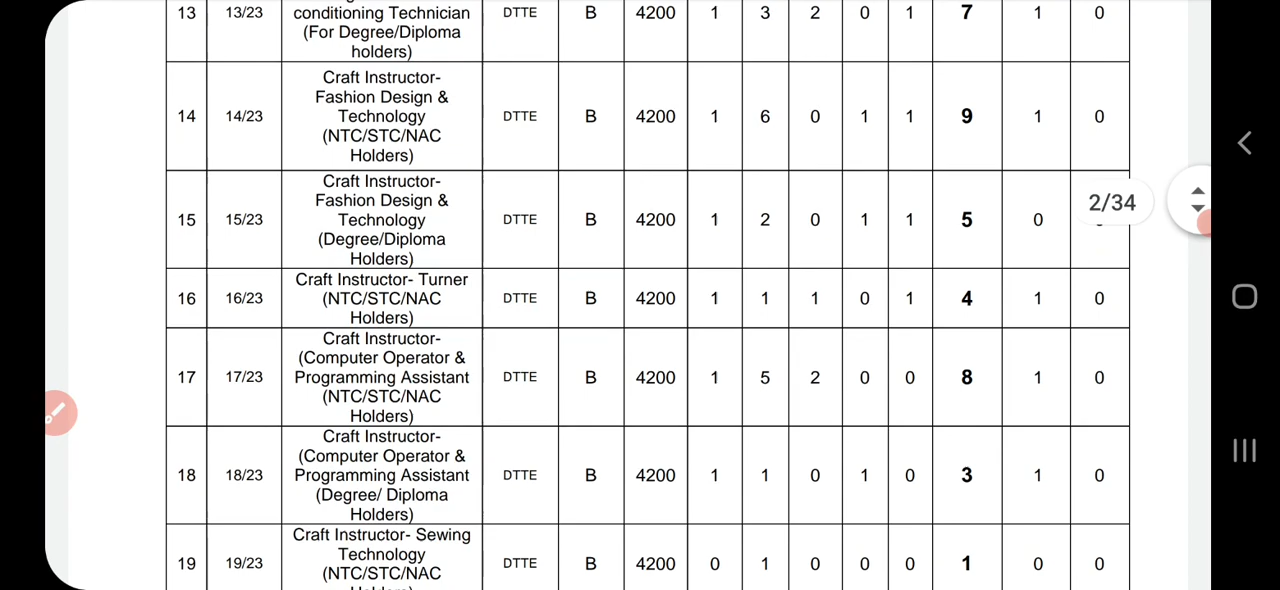 13 13/23 conditioning Technician DTTE B 4200 1 3 2 0 1 7 1 0
(For Degree/Diploma
holders)
Craft Instructor-
Fashion Design &
14 14/23 Technology DTTE B 4200 1 6 0 1 1 9 1 0
(NTC/STC/NAC
Holders)
Craft Instructor-
Fashion Design &
15 15/23 Technology DTTE B 4200 1 2 0 1 1 5 0
(Degree/Diploma
Holders)
2/34
Craft Instructor- Turner
16 16/23 (NTC/STC/NAC DTTE B 4200 1 1 1 0 1 4 1 0
Holders)
Craft Instructor-
(Computer Operator &
17 17/23 Programming Assistant DTTE B 4200 1 5 2 0 0 8 1 0
(NTC/STC/NAC
Holders)
Craft Instructor-
(Computer Operator &
18 18/23 Programming Assistant DTTE B 4200 1 1 0 1 0 3 1 0
(Degree/ Diploma
Holders)
Craft Instructor- Sewing
Technology
19 19/23 (NTC/STC/NAC DTTE B 4200 0 1 0 0 0 1 0 0